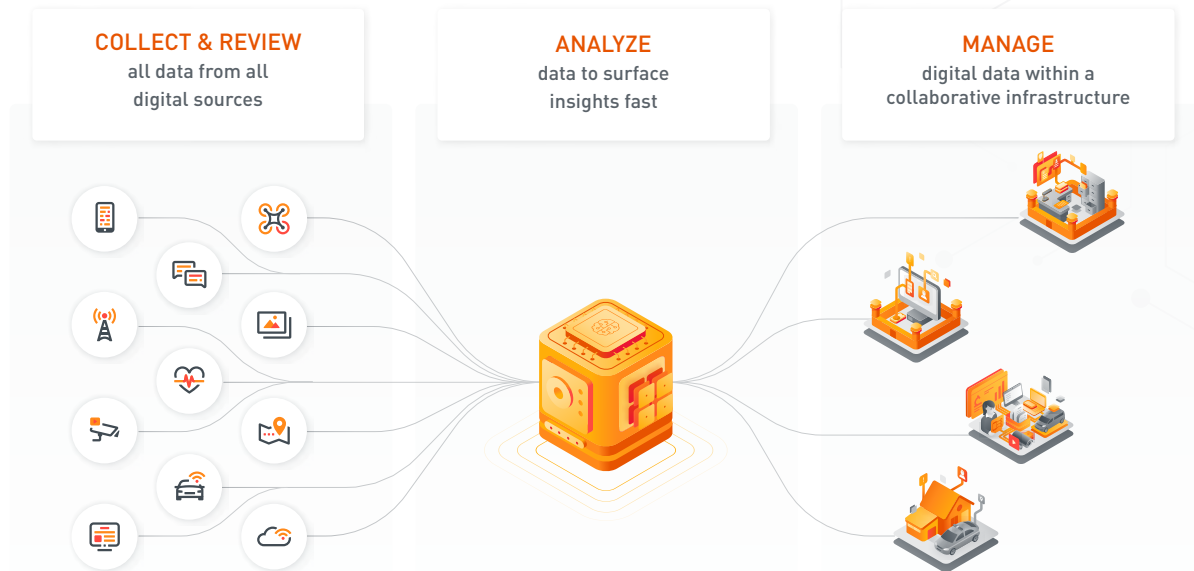 COLLECT & REVIEW
all data from all
digital sources
ANALYZE
data to surface
insights fast
MANAGE
digital data within a
collaborative infrastructure